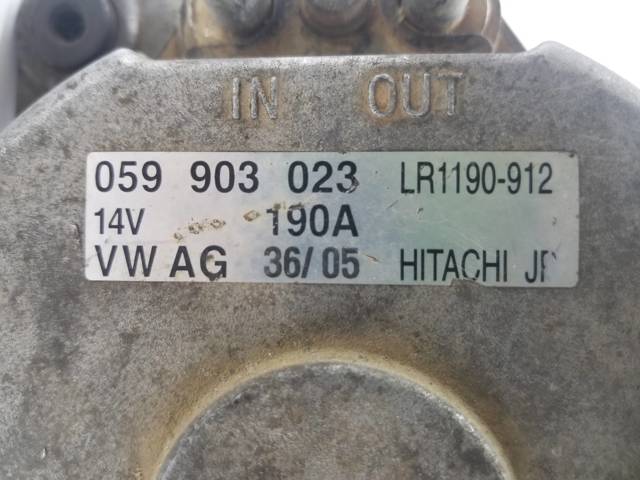 IN OUT
059 903 023 LR1190-912
14V 190A
VW AG 36/05 HITACHI JP